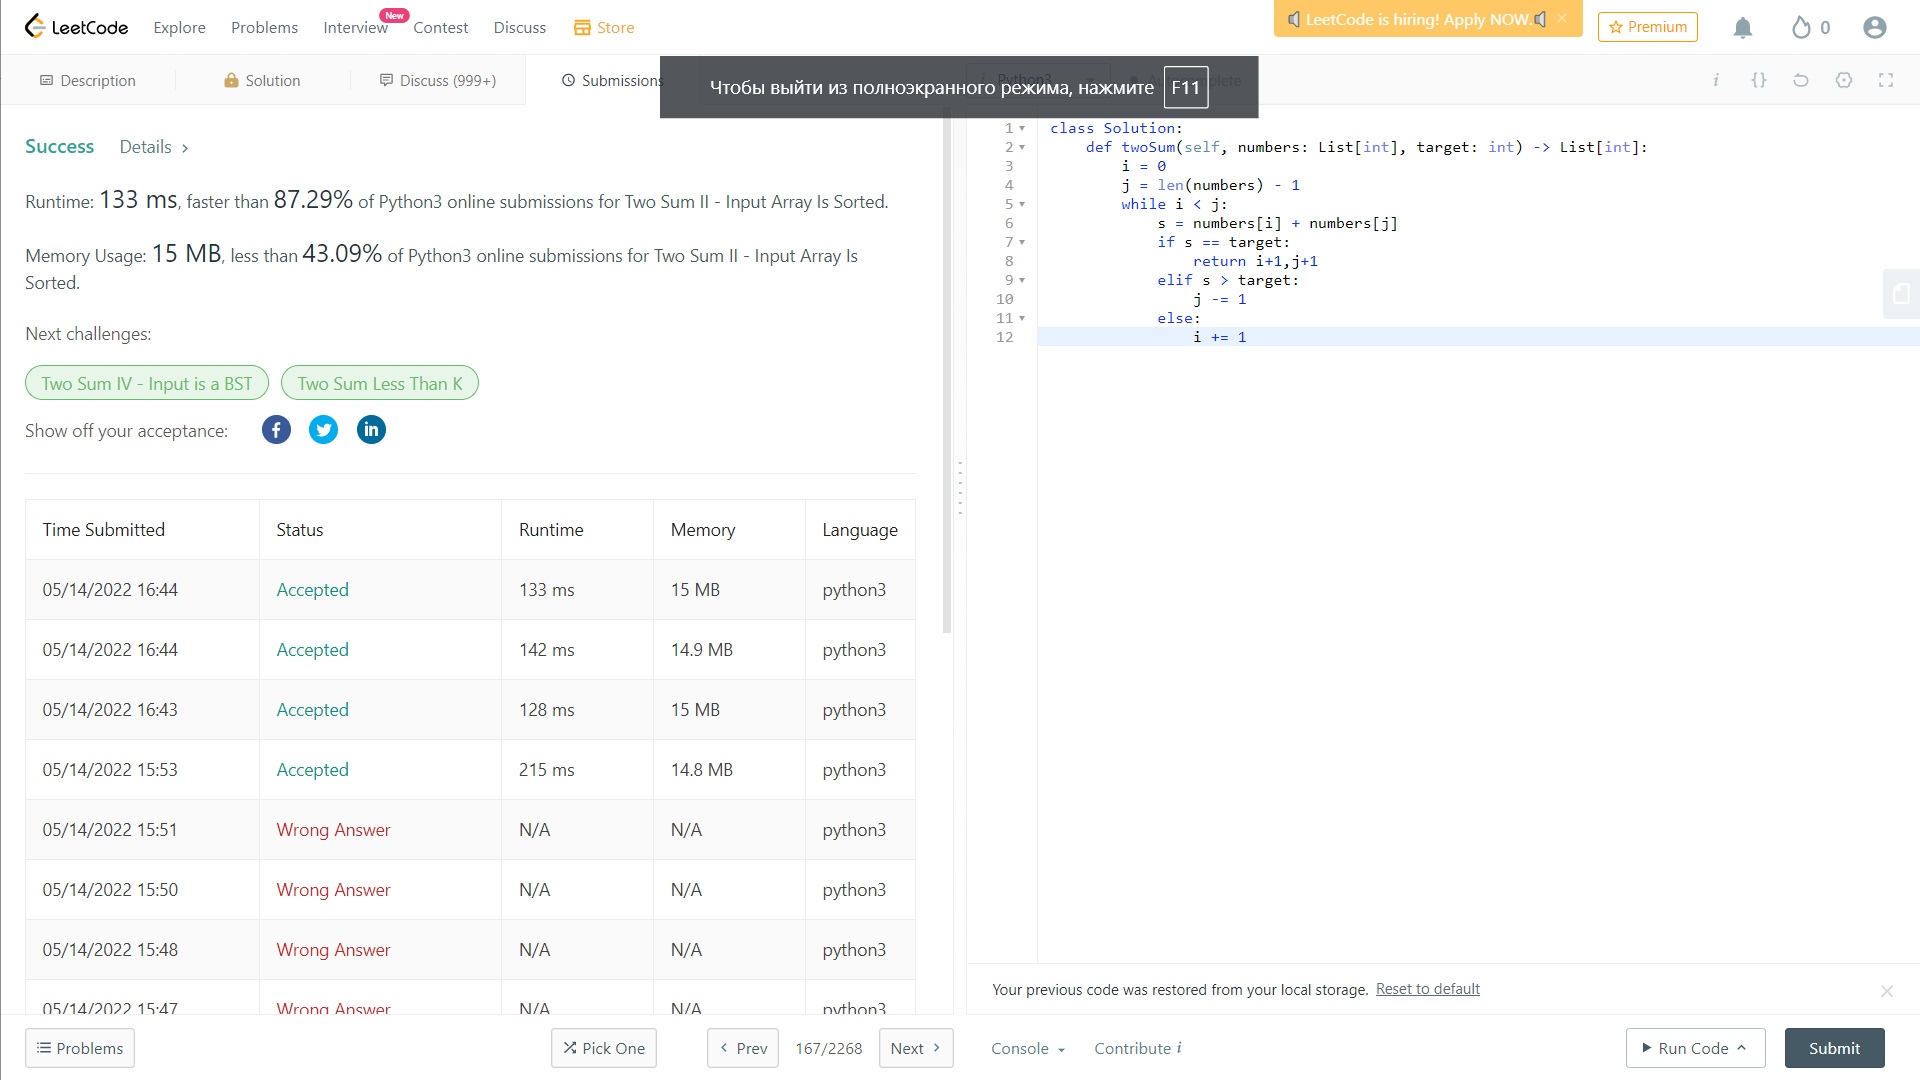 LeetCode Explore Problems Interview New Contest Discuss Store LeetCode is hiring! Apply NOW. × Premium 0
Description Solution Discuss (999+) Submissions
Чтобы выйти из полноэкранного режима, нажмите F11
i Python3 Autocomplete i {}
Success Details >
Runtime: 133 ms, faster than 87.29% of Python3 online submissions for Two Sum II - Input Array Is Sorted.
Memory Usage: 15 MB, less than 43.09% of Python3 online submissions for Two Sum II - Input Array Is
Sorted.
Next challenges:
Two Sum IV - Input is a BST Two Sum Less Than K
Show off your acceptance: f in
Time Submitted Status Runtime Memory Language
05/14/2022 16:44 Accepted 133 ms 15 MB python3
05/14/2022 16:44 Accepted 142 ms 14.9 MB python3
05/14/2022 16:43 Accepted 128 ms 15 MB python3
05/14/2022 15:53 Accepted 215 ms 14.8 MB python3
05/14/2022 15:51 Wrong Answer N/A N/A python3
05/14/2022 15:50 Wrong Answer N/A N/A python3
05/14/2022 15:48 Wrong Answer N/A N/A python3
05/14/2022 15:47 Wrong Answer N/A N/A python3
1 class Solution:
2 def twoSum(self, numbers: List[int], target: int) -> List[int]:
3 i = 0
4 j = len(numbers) - 1
5 while i < j:
6 s = numbers[i] + numbers[j]
7 if s == target:
8 return i+1,j+1
9 elif s > target:
10 j -= 1
11 else:
12 i += 1
Your previous code was restored from your local storage. Reset to default
Problems Pick One < Prev 167/2268 Next > Console Contribute i Run Code Submit